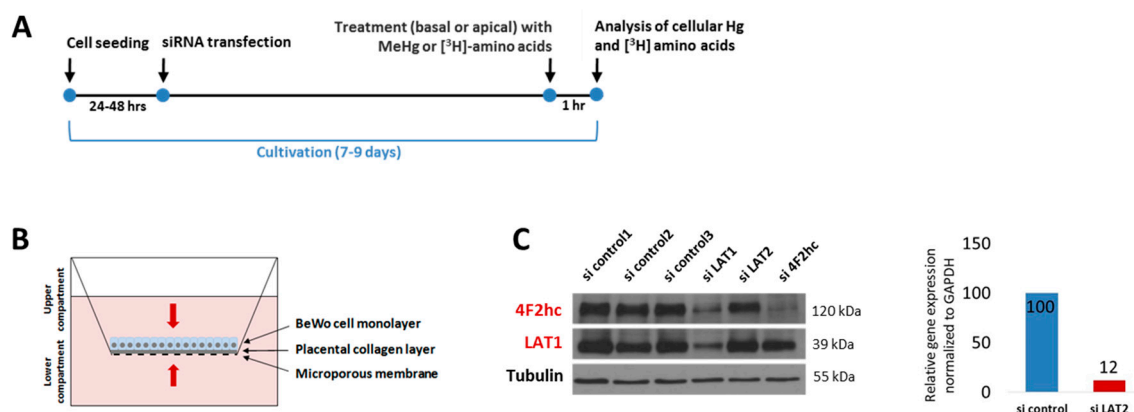 A
Cell seeding
siRNA transfection
Treatment (basal or apical) with
MeHg or [³H]-amino acids
Analysis of cellular Hg
and [³H] amino acids
24-48 hrs
1 hr
Cultivation (7-9 days)
B
Upper
compartment
Lower
compartment
BeWo cell monolayer
Placental collagen layer
Microporous membrane
C
si control1
si control2
si control3
si LAT1
si LAT2
si 4F2hc
4F2hc
120 kDa
LAT1
39 kDa
Tubulin
55 kDa
Relative gene expression
normalized to GAPDH
150
100
50
0
100
12
si control
si LAT2